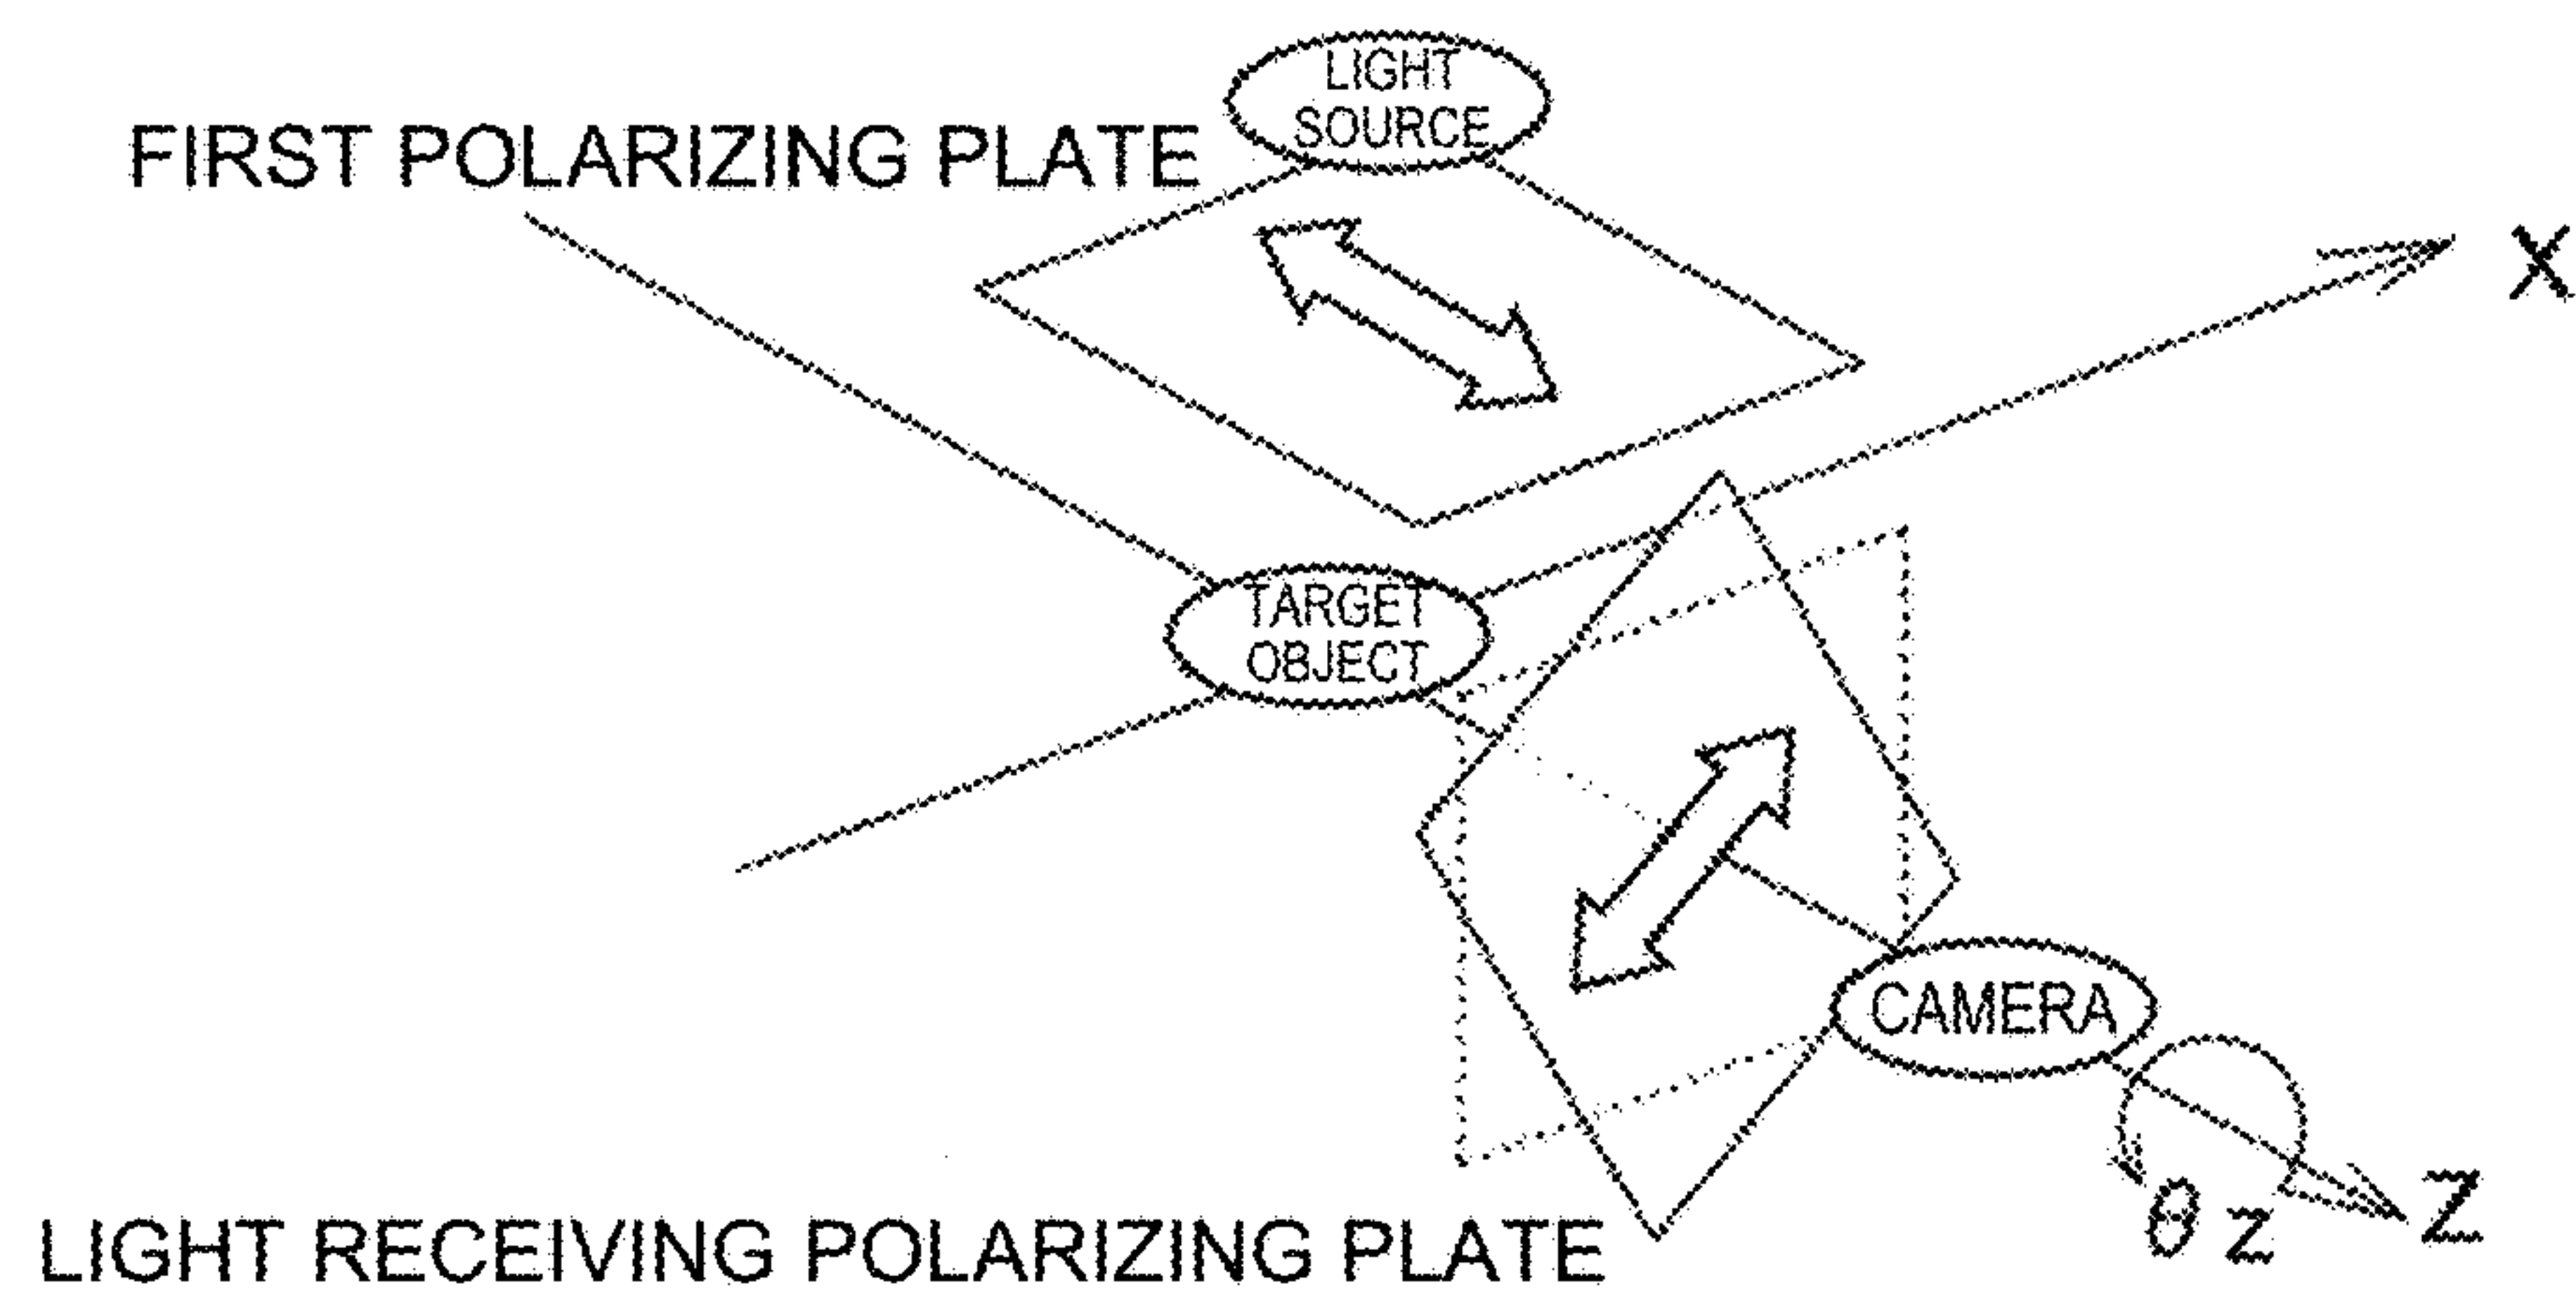 LIGHT
SOURCE
FIRST POLARIZING PLATE
X
TARGET
OBJECT
CAMERA
θz
Z
LIGHT RECEIVING POLARIZING PLATE